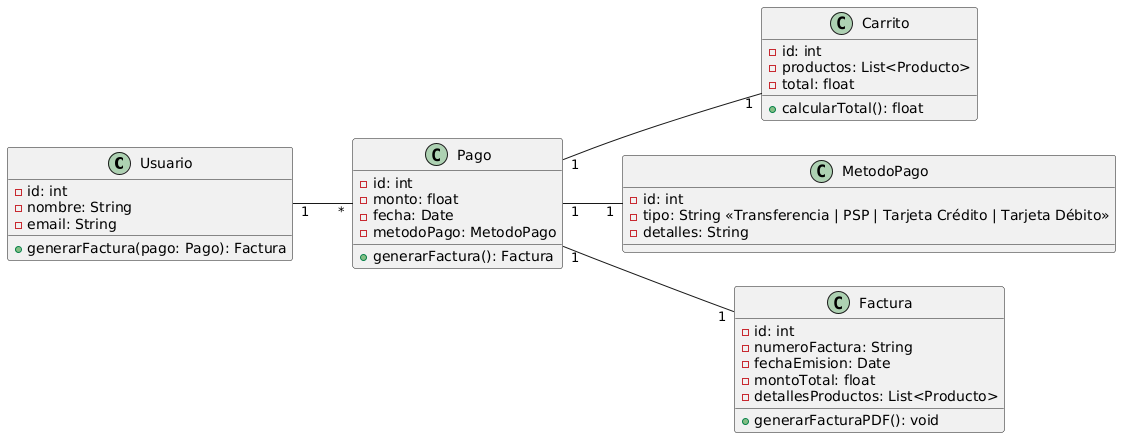 C Usuario
id: int
nombre: String
email: String
generarFactura(pago: Pago): Factura
1
*
C Pago
id: int
monto: float
fecha: Date
metodoPago: MetodoPago
generarFactura(): Factura
1
1
C Carrito
id: int
productos: List<Producto>
total: float
calcularTotal(): float
1
1
C MetodoPago
id: int
tipo: String «Transferencia | PSP | Tarjeta Crédito | Tarjeta Débito»
detalles: String
1
1
C Factura
id: int
numeroFactura: String
fechaEmision: Date
montoTotal: float
detallesProductos: List<Producto>
generarFacturaPDF(): void